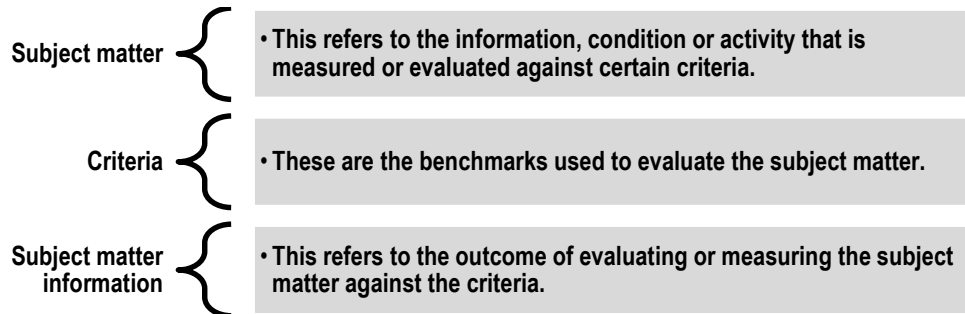 Subject matter
• This refers to the information, condition or activity that is
measured or evaluated against certain criteria.
Criteria
• These are the benchmarks used to evaluate the subject matter.
Subject matter
information
• This refers to the outcome of evaluating or measuring the subject
matter against the criteria.